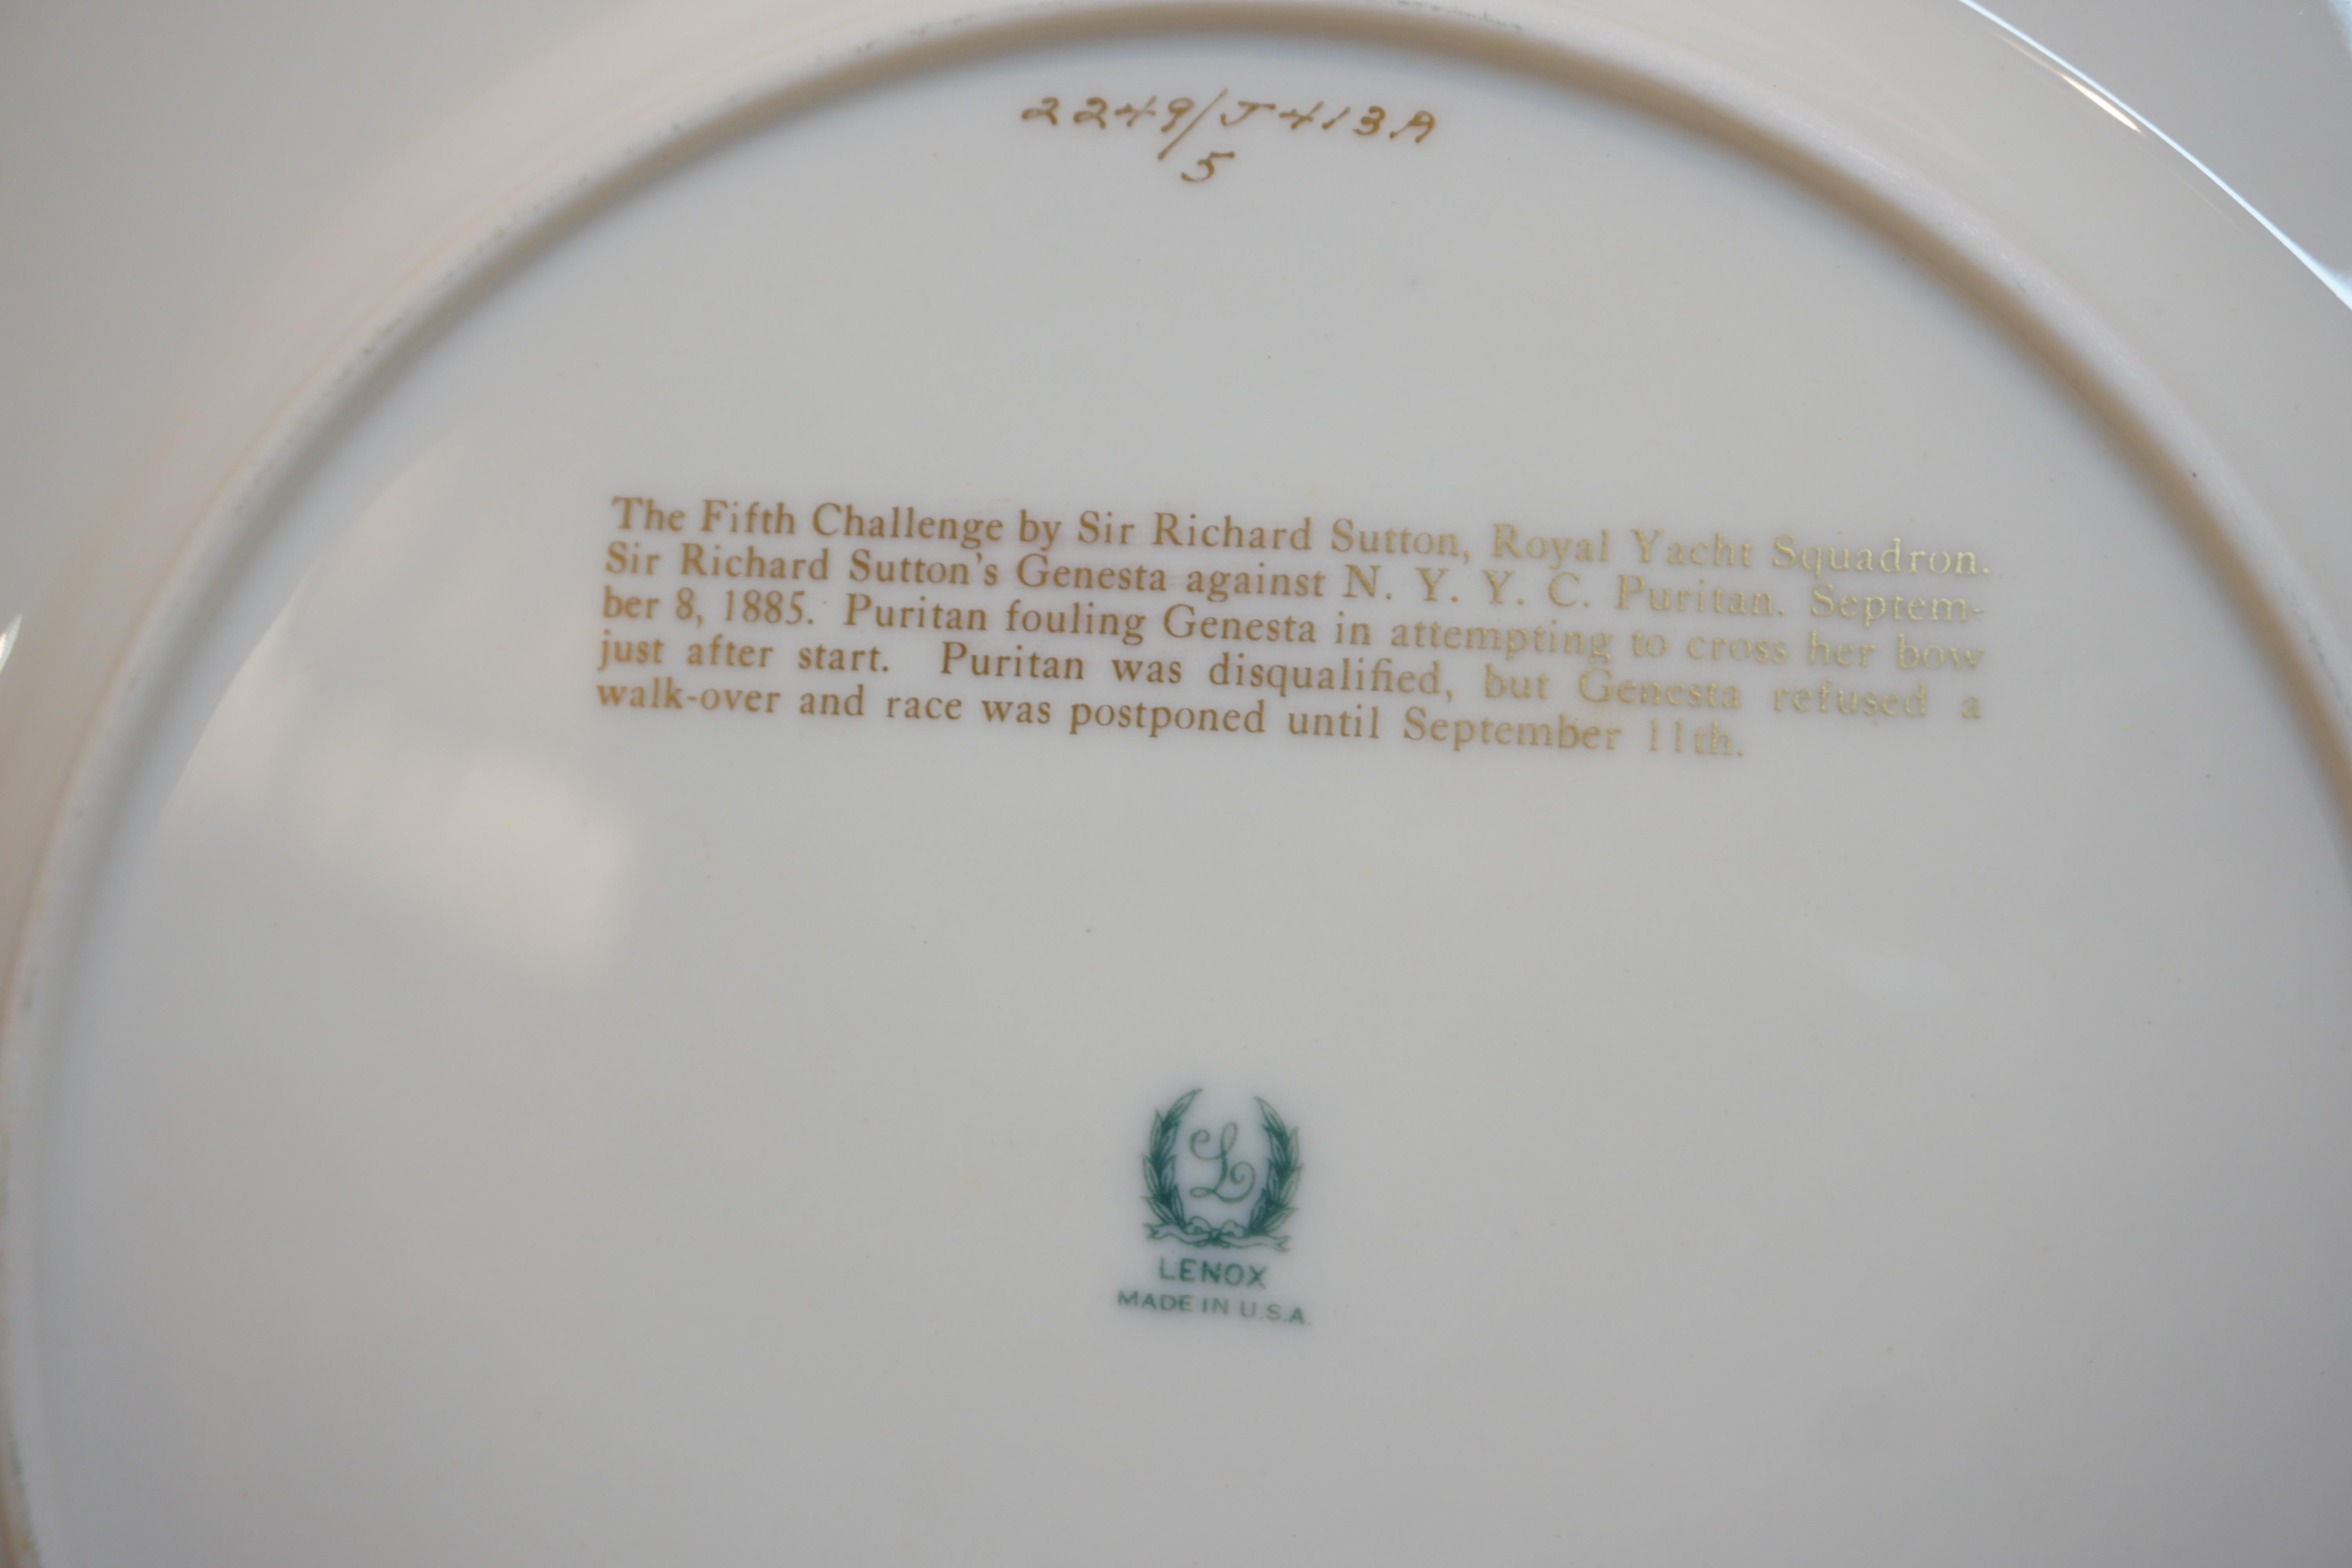 2249/J413A
5
The Fifth Challenge by Sir Richard Sutton, Royal Yacht Squadron.
Sir Richard Sutton's Genesta against N. Y. Y. C. Puritan. Septem-
ber 8, 1885. Puritan fouling Genesta in attempting to cross her bow
just after start. Puritan was disqualified, but Genesta refused a
walk-over and race was postponed until September 11th.
L
LENOX
MADE IN U.S.A.